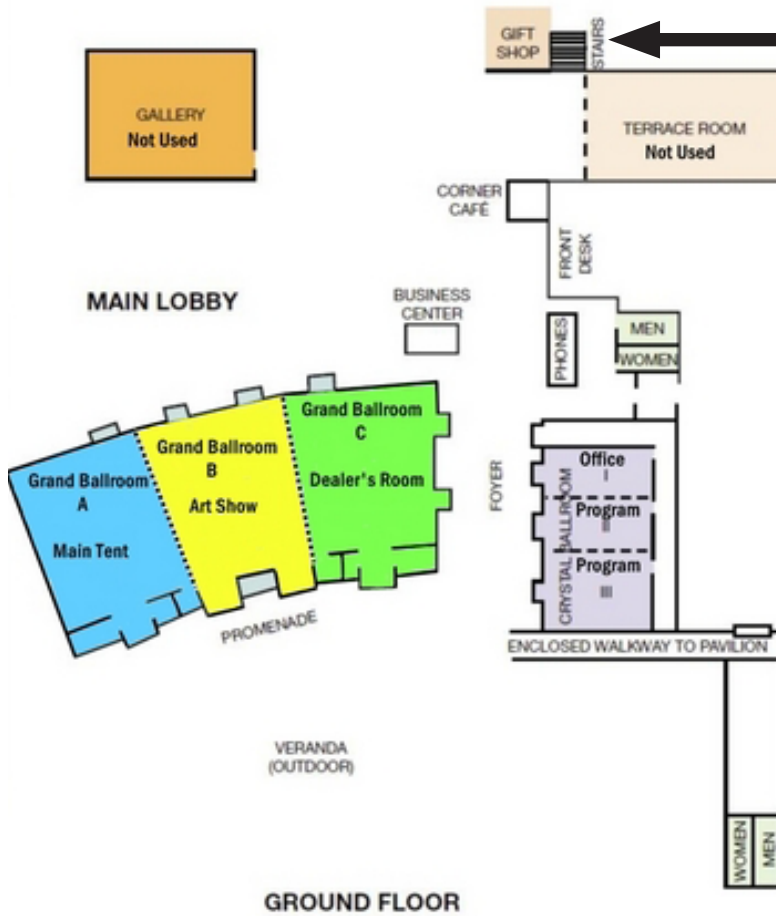 GIFT
SHOP
STAIRS
GALLERY
Not Used
TERRACE ROOM
Not Used
CORNER
CAFÉ
FRONT
DESK
MAIN LOBBY
BUSINESS
CENTER
PHONES
MEN
WOMEN
Grand Ballroom
A
Main Tent
Grand Ballroom
B
Art Show
Grand Ballroom
C
Dealer's Room
FOYER
CRYSTAL BALLROOM
Office
I
Program
II
Program
III
PROMENADE
ENCLOSED WALKWAY TO PAVILION
VERANDA
(OUTDOOR)
WOMEN
MEN
GROUND FLOOR